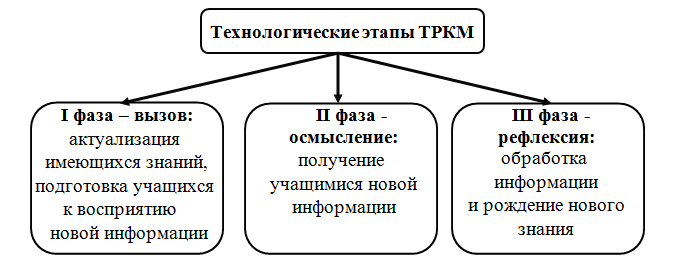 Технологические этапы ТРКМ
I фаза – вызов:
актуализация
имеющихся знаний,
подготовка учащихся
к восприятию
новой информации
II фаза -
осмысление:
получение
учащимися новой
информации
III фаза -
рефлексия:
обработка
информации
и рождение нового
знания